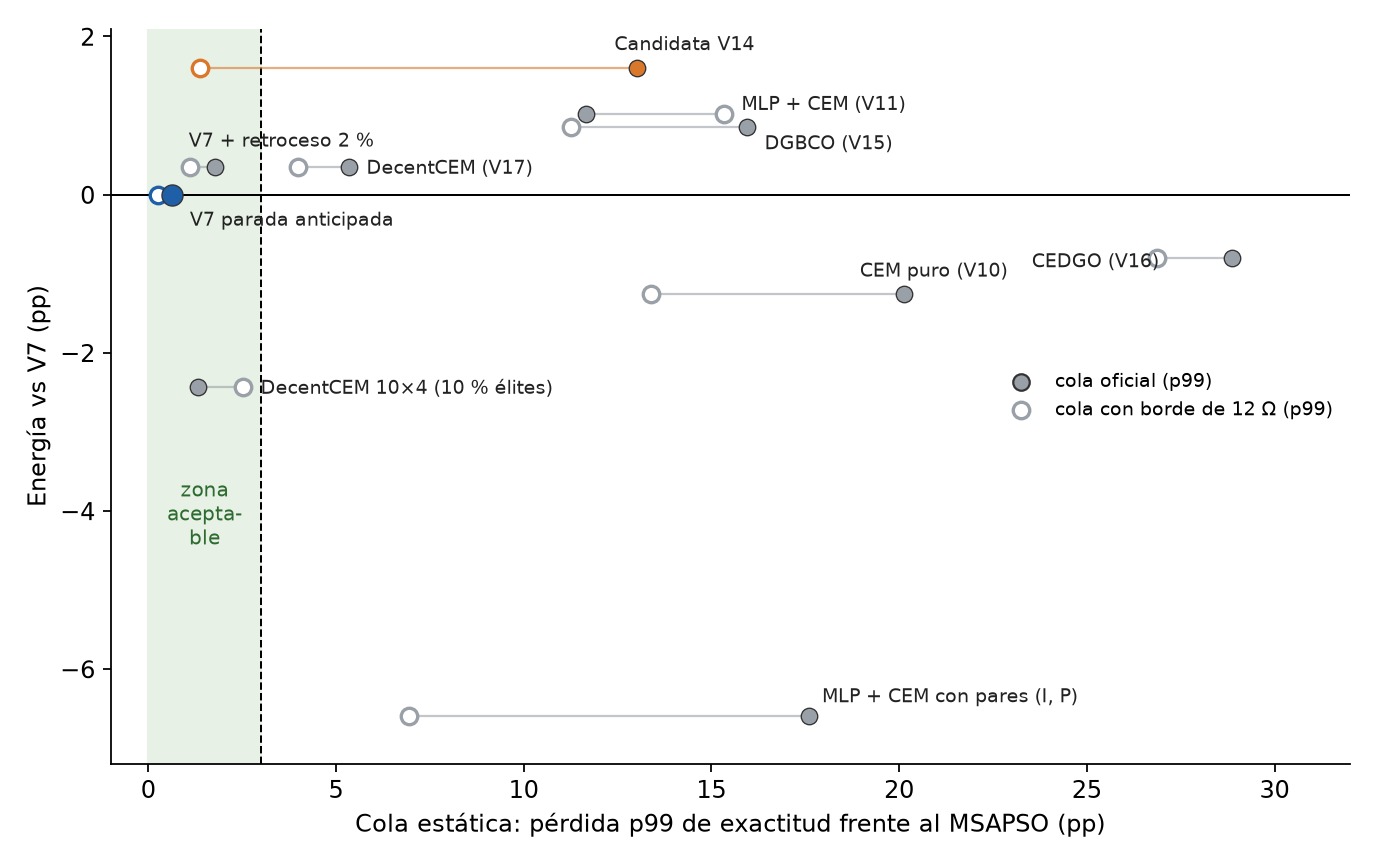 Candidata V14
MLP + CEM (V11)
DGBCO (V15)
V7 + retroceso 2 %
DecentCEM (V17)
V7 parada anticipada
CEDGO (V16)
CEM puro (V10)
DecentCEM 10×4 (10 % élites)
cola oficial (p99)
cola con borde de 12 Ω (p99)
zona
acepta-
ble
MLP + CEM con pares (I, P)
2
0
−2
−4
−6
Energía vs V7 (pp)
0 5 10 15 20 25 30
Cola estática: pérdida p99 de exactitud frente al MSAPSO (pp)